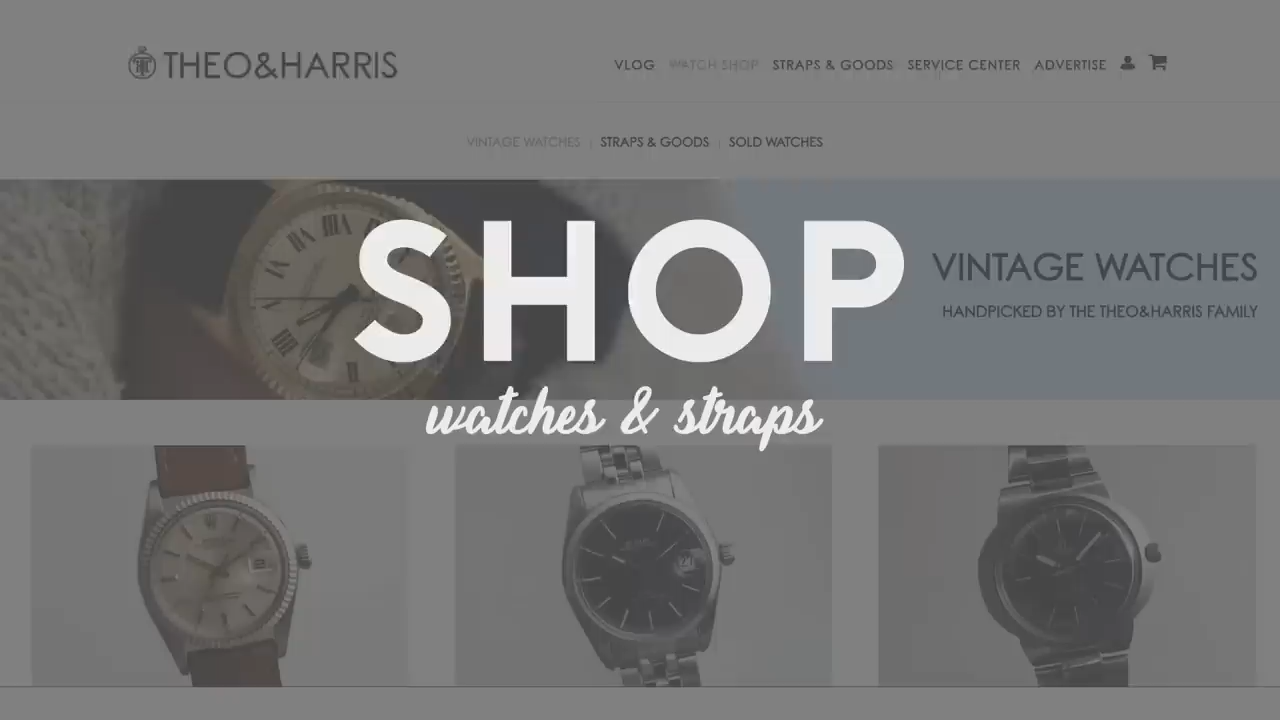 THEO&HARRIS
VLOG WATCH SHOP STRAPS & GOODS SERVICE CENTER ADVERTISE
VINTAGE WATCHES | STRAPS & GOODS | SOLD WATCHES
SHOP
watches & straps
VINTAGE WATCHES
HANDPICKED BY THE THEO&HARRIS FAMILY
27